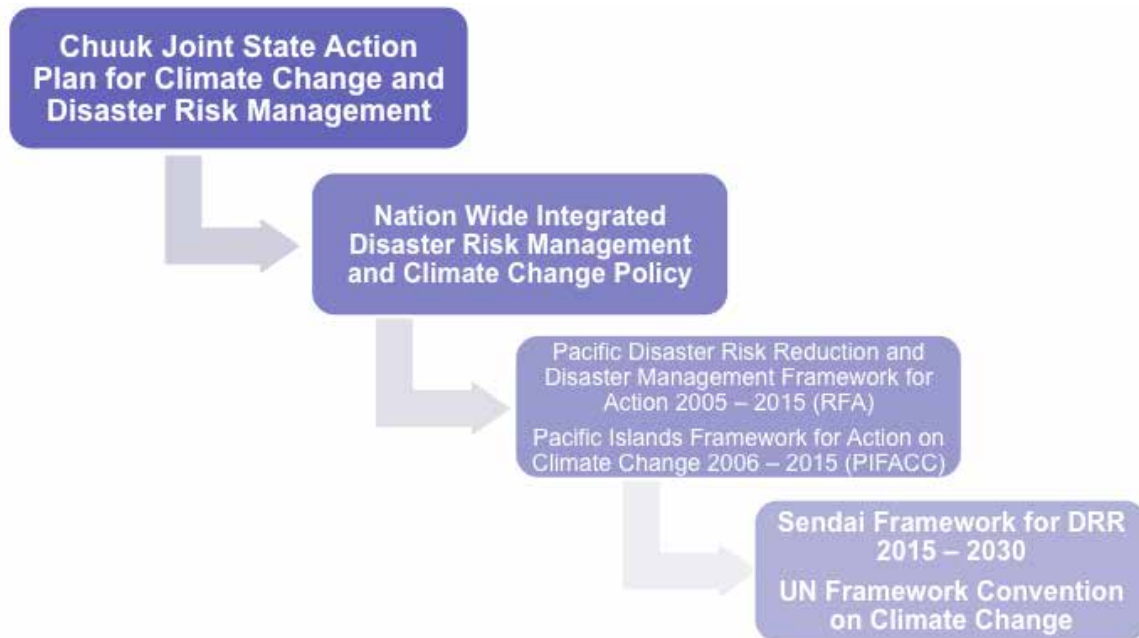 Chuuk Joint State Action
Plan for Climate Change and
Disaster Risk Management
Nation Wide Integrated
Disaster Risk Management
and Climate Change Policy
Pacific Disaster Risk Reduction and
Disaster Management Framework for
Action 2005 – 2015 (RFA)
Pacific Islands Framework for Action on
Climate Change 2006 – 2015 (PIFACC)
Sendai Framework for DRR
2015 – 2030
UN Framework Convention
on Climate Change